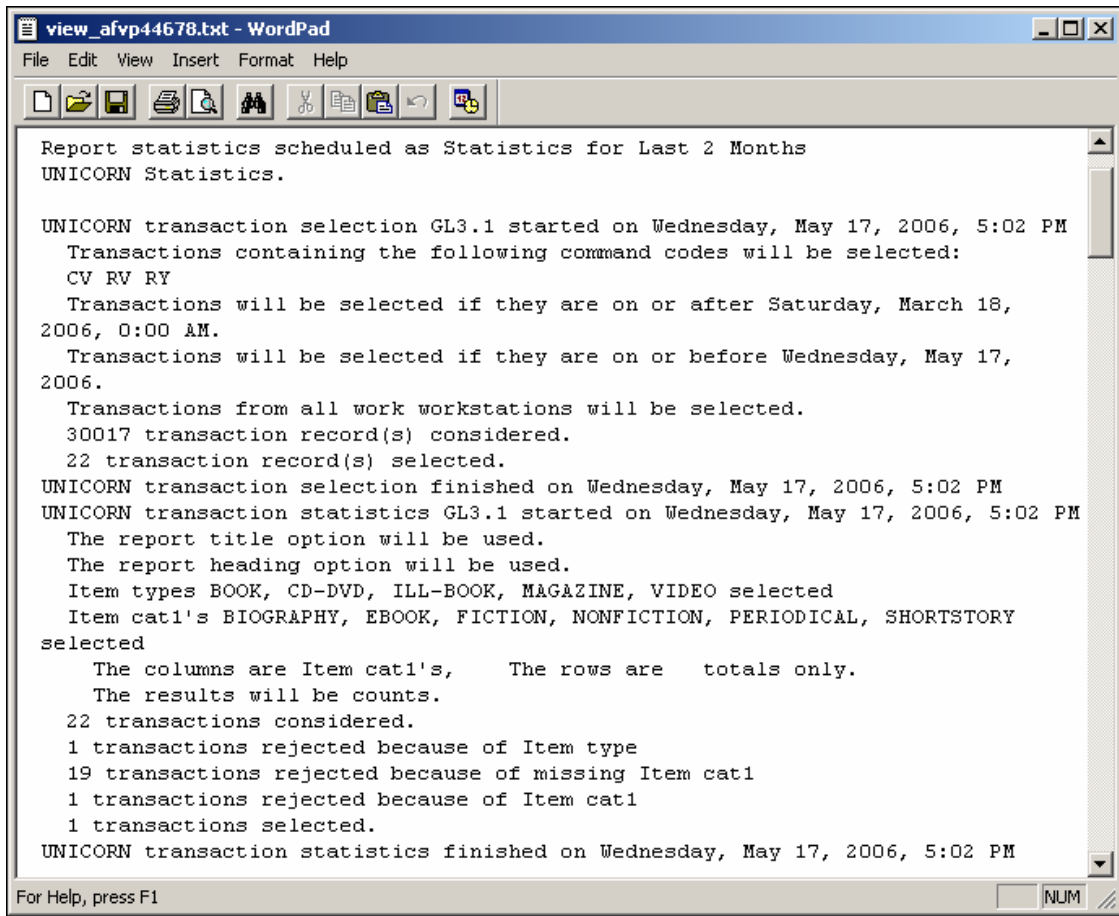 view_afvp44678.txt - WordPad
File Edit View Insert Format Help
Report statistics scheduled as Statistics for Last 2 Months
UNICORN Statistics.
UNICORN transaction selection GL3.1 started on Wednesday, May 17, 2006, 5:02 PM
Transactions containing the following command codes will be selected:
CV RV RY
Transactions will be selected if they are on or after Saturday, March 18,
2006, 0:00 AM.
Transactions will be selected if they are on or before Wednesday, May 17,
2006.
Transactions from all work workstations will be selected.
30017 transaction record(s) considered.
22 transaction record(s) selected.
UNICORN transaction selection finished on Wednesday, May 17, 2006, 5:02 PM
UNICORN transaction statistics GL3.1 started on Wednesday, May 17, 2006, 5:02 PM
The report title option will be used.
The report heading option will be used.
Item types BOOK, CD-DVD, ILL-BOOK, MAGAZINE, VIDEO selected
Item cat1's BIOGRAPHY, EBOOK, FICTION, NONFICTION, PERIODICAL, SHORTSTORY
selected
The columns are Item cat1's,    The rows are   totals only.
The results will be counts.
22 transactions considered.
1 transactions rejected because of Item type
19 transactions rejected because of missing Item cat1
1 transactions rejected because of Item cat1
1 transactions selected.
UNICORN transaction statistics finished on Wednesday, May 17, 2006, 5:02 PM
For Help, press F1
NUM